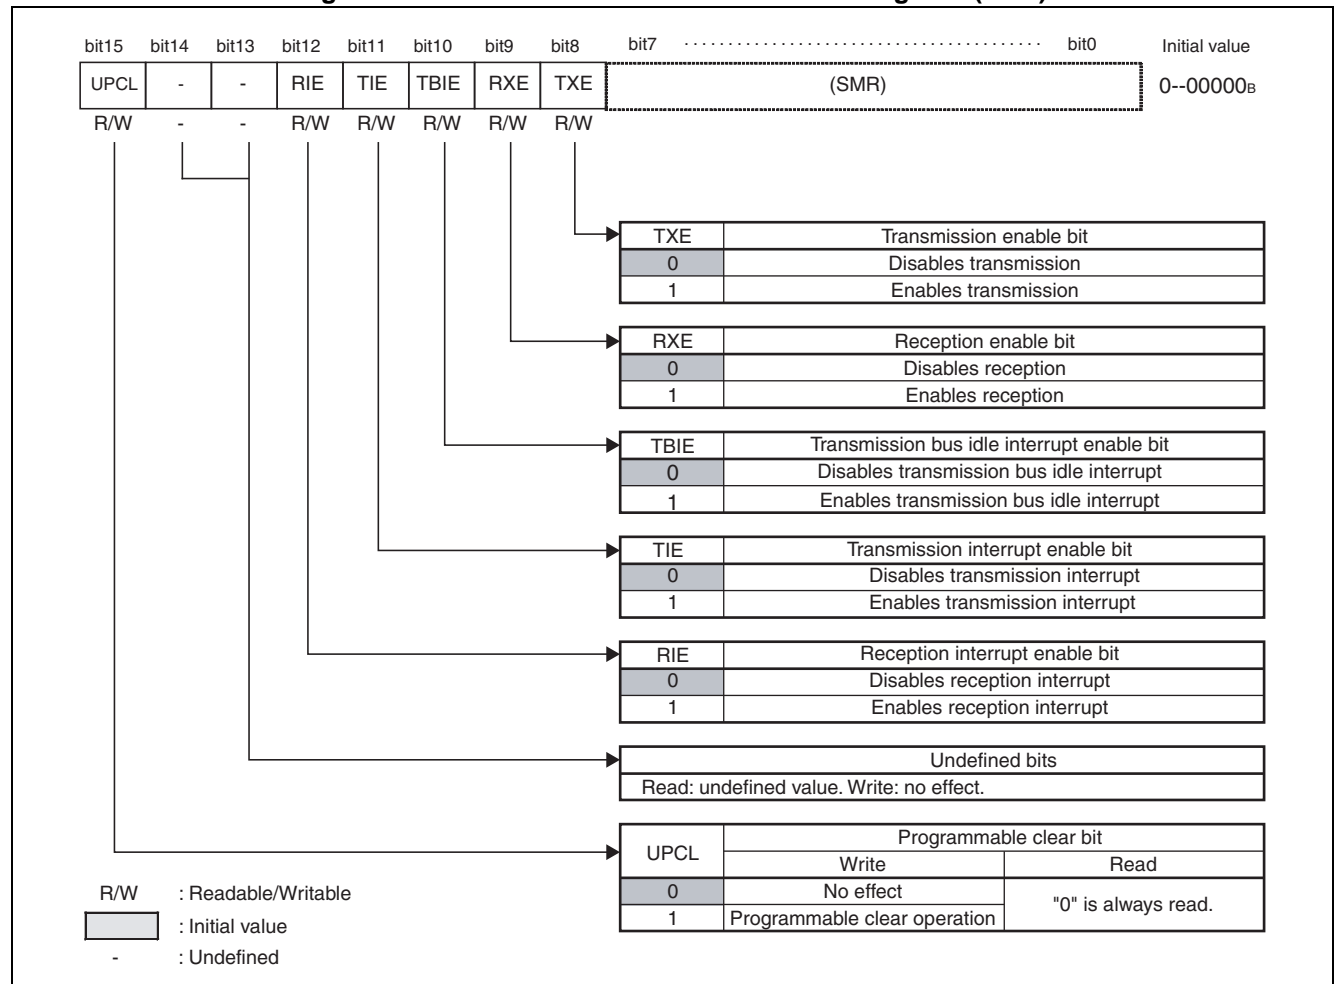 bit15 bit14 bit13 bit12 bit11 bit10 bit9 bit8 bit7 bit0 Initial value
UPCL - - RIE TIE TBIE RXE TXE (SMR) 0--00000B
R/W - - R/W R/W R/W R/W R/W
TXE Transmission enable bit
0 Disables transmission
1 Enables transmission
RXE Reception enable bit
0 Disables reception
1 Enables reception
TBIE Transmission bus idle interrupt enable bit
0 Disables transmission bus idle interrupt
1 Enables transmission bus idle interrupt
TIE Transmission interrupt enable bit
0 Disables transmission interrupt
1 Enables transmission interrupt
RIE Reception interrupt enable bit
0 Disables reception interrupt
1 Enables reception interrupt
Undefined bits
Read: undefined value. Write: no effect.
UPCL Programmable clear bit
Write Read
0 No effect "0" is always read.
1 Programmable clear operation
R/W : Readable/Writable
: Initial value
- : Undefined